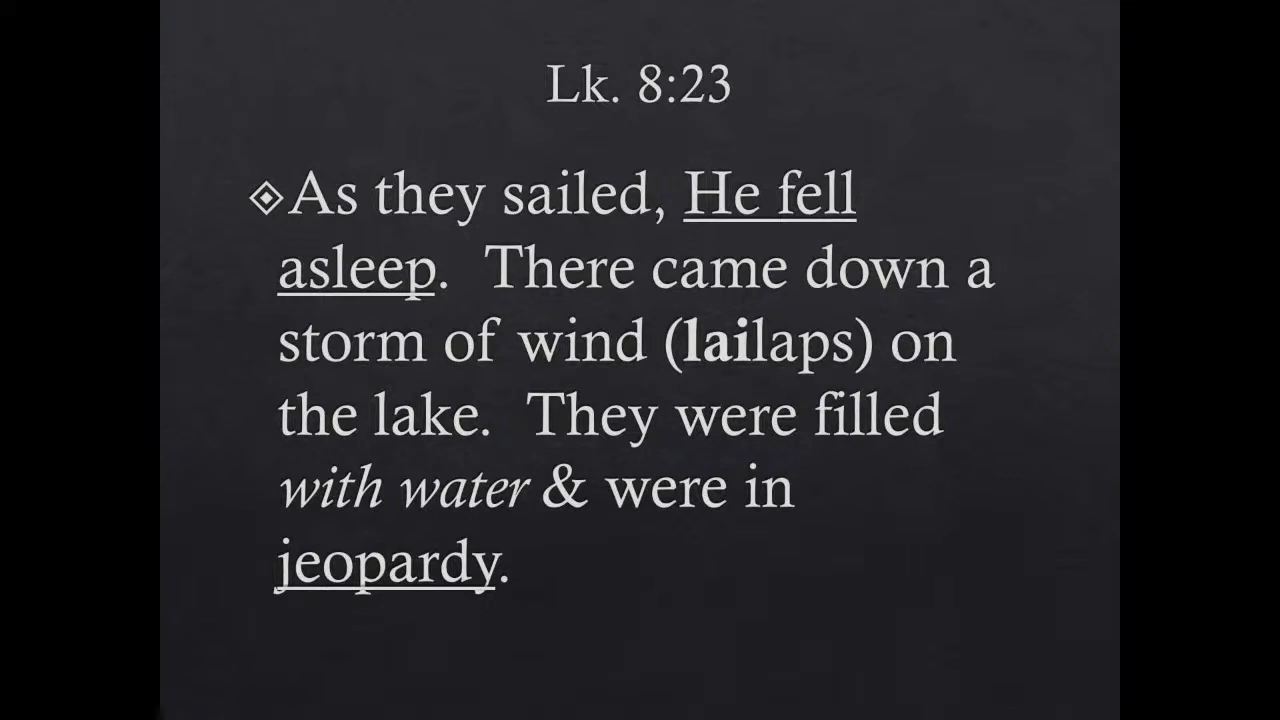 Lk. 8:23
As they sailed, He fell
asleep.  There came down a
storm of wind (lailaps) on
the lake.  They were filled
with water & were in
jeopardy.